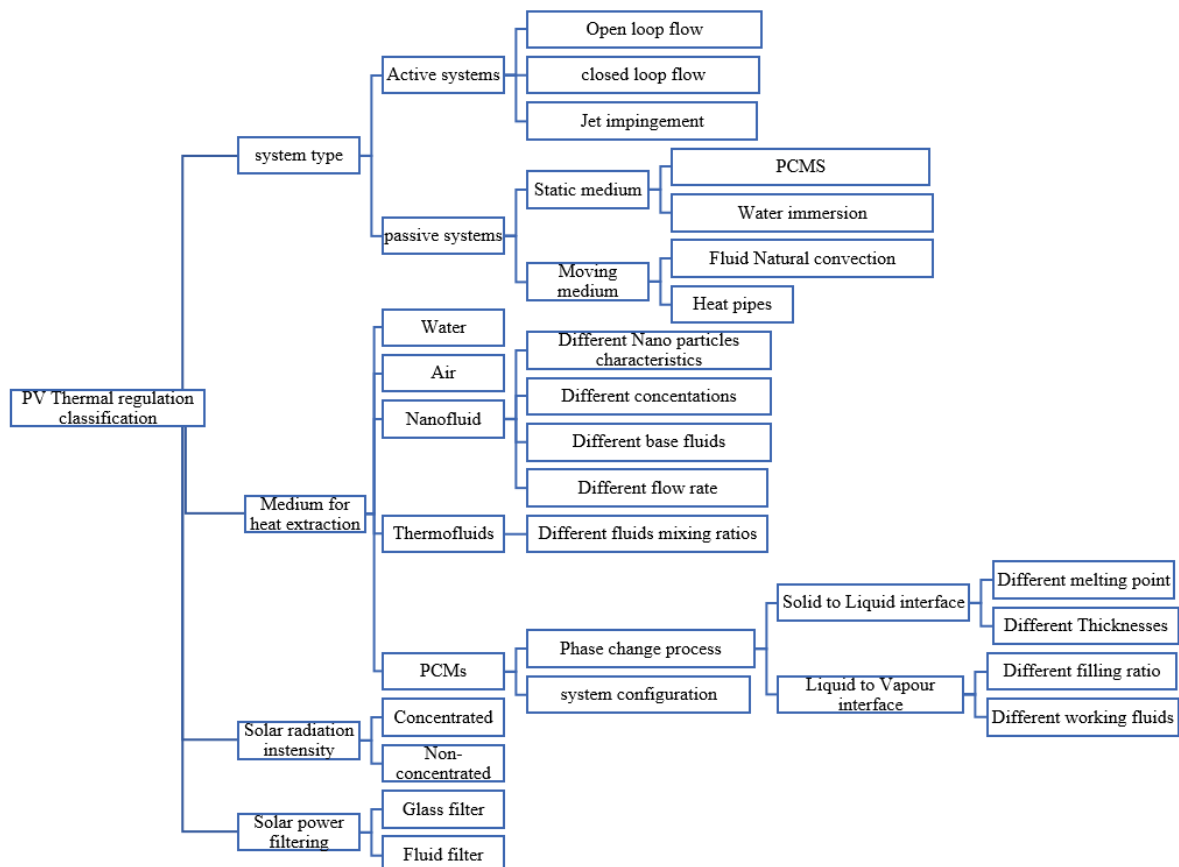 Open loop flow
Active systems
closed loop flow
Jet impingement
system type
PCMS
Static medium
Water immersion
passive systems
Fluid Natural convection
Moving
medium
Heat pipes
Water
Different Nano particles
characteristics
Air
PV Thermal regulation
classification
Different concentations
Nanofluid
Different base fluids
Different flow rate
Medium for
heat extraction
Thermofluids
Different fluids mixing ratios
Different melting point
Solid to Liquid interface
Different Thicknesses
Phase change process
PCMs
Different filling ratio
system configuration
Liquid to Vapour
interface
Different working fluids
Concentrated
Solar radiation
instensity
Non-
concentrated
Glass filter
Solar power
filtering
Fluid filter